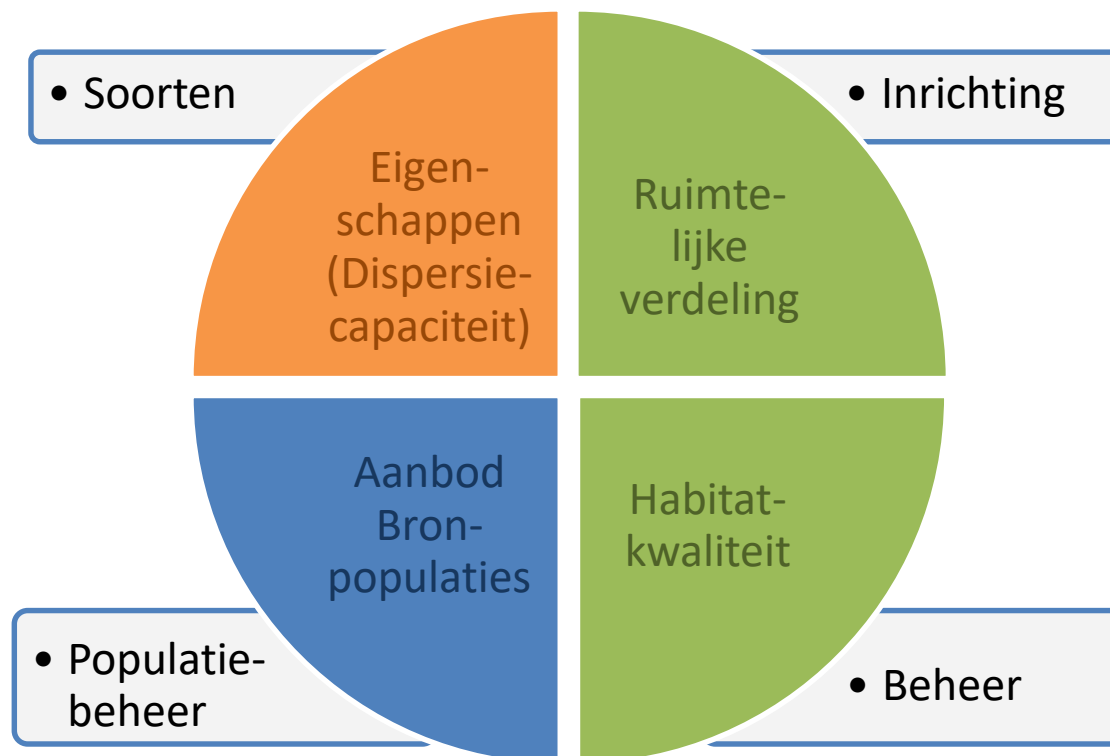 • Soorten
• Inrichting
Eigen-
schappen
(Dispersie-
capaciteit)
Ruimte-
lijke
verdeling
Aanbod
Bron-
populaties
Habitat-
kwaliteit
• Populatie-
beheer
• Beheer